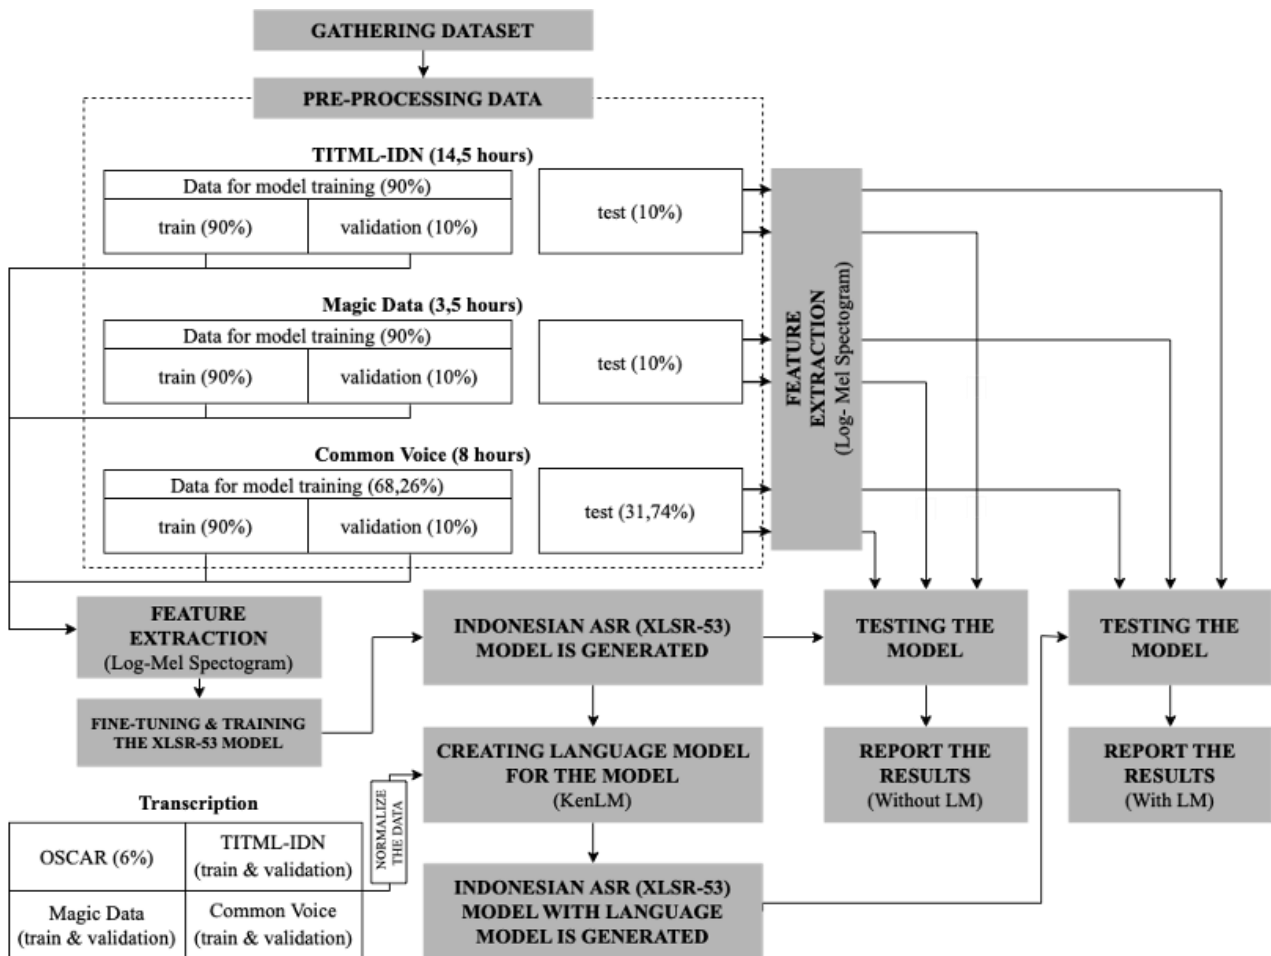 GATHERING DATASET
PRE-PROCESSING DATA
TITML-IDN (14,5 hours)
Data for model training (90%)
train (90%)
validation (10%)
test (10%)
Magic Data (3,5 hours)
Data for model training (90%)
train (90%)
validation (10%)
test (10%)
Common Voice (8 hours)
Data for model training (68,26%)
train (90%)
validation (10%)
test (31,74%)
FEATURE
EXTRACTION
(Log- Mel Spectogram)
FEATURE
EXTRACTION
(Log-Mel Spectogram)
FINE-TUNING & TRAINING
THE XLSR-53 MODEL
INDONESIAN ASR (XLSR-53)
MODEL IS GENERATED
TESTING THE
MODEL
TESTING THE
MODEL
CREATING LANGUAGE MODEL
FOR THE MODEL
(KenLM)
REPORT THE
RESULTS
(Without LM)
REPORT THE
RESULTS
(With LM)
Transcription
OSCAR (6%)
TITML-IDN
(train & validation)
Magic Data
(train & validation)
Common Voice
(train & validation)
NORMALIZE
THE DATA
INDONESIAN ASR (XLSR-53)
MODEL WITH LANGUAGE
MODEL IS GENERATED